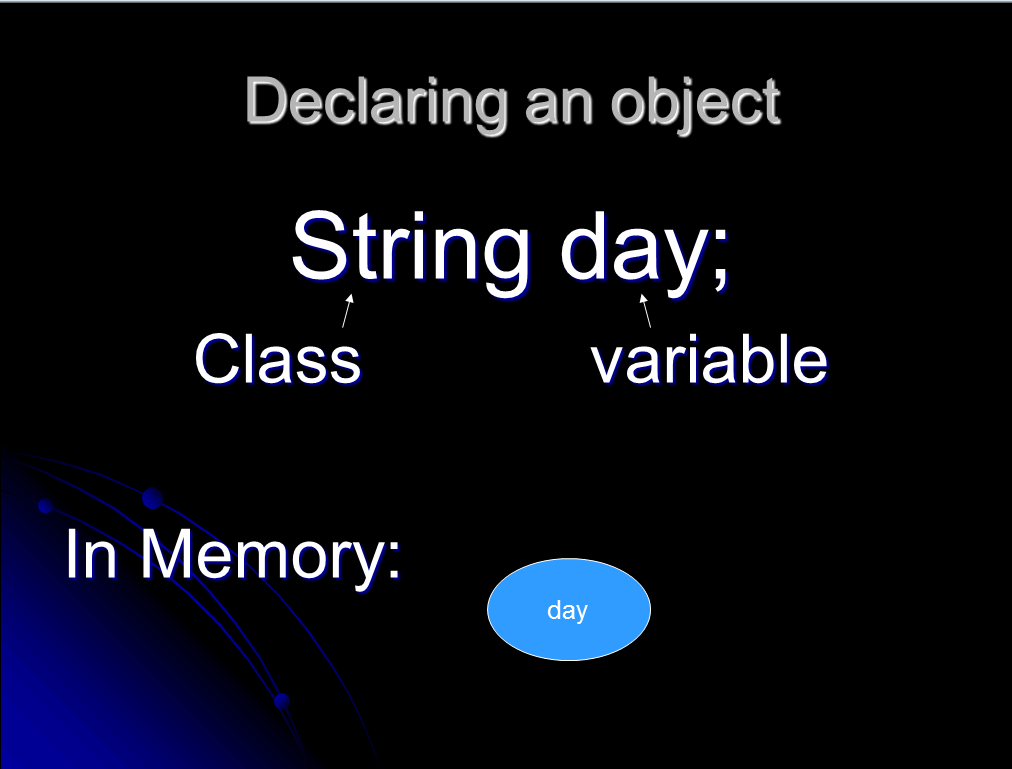 Declaring an object
String day;
Class variable
In Memory:
day